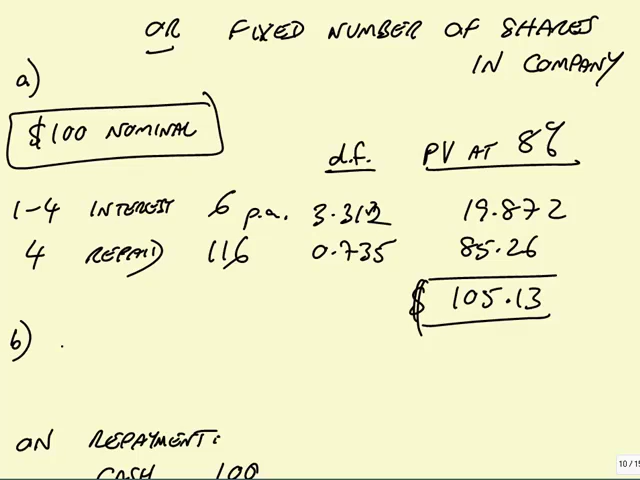 OR FIXED NUMBER OF SHARES
IN COMPANY
a)
$100 NOMINAL
d.f. PV AT 8%
1-4 INTEREST 6 p.a. 3.312 19.872
4 REPAID 116 0.735 85.26
$ 105.13
b)
ON REPAYMENT:
CASH 100
10 / 15